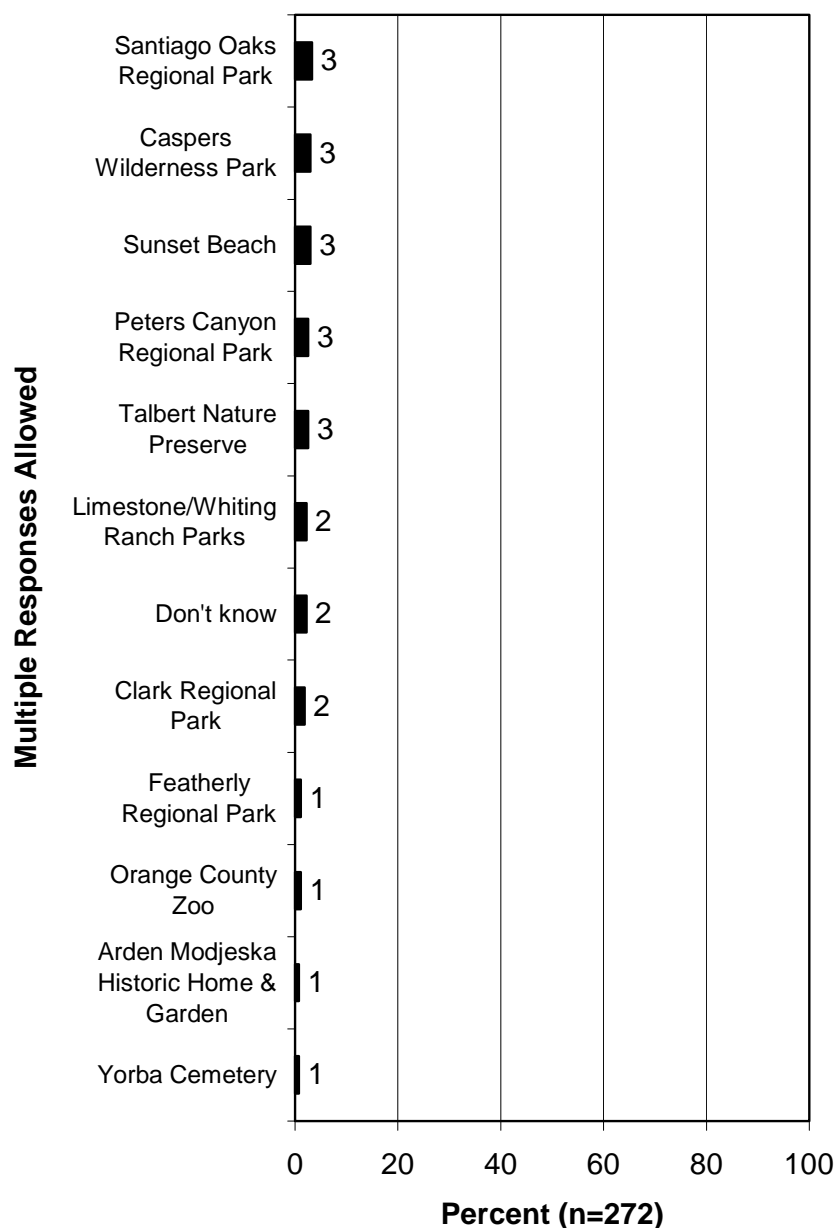 Multiple Responses Allowed
Santiago Oaks
Regional Park
3
Caspers
Wilderness Park
3
Sunset Beach
3
Peters Canyon
Regional Park
3
Talbert Nature
Preserve
3
Limestone/Whiting
Ranch Parks
2
Don't know
2
Clark Regional
Park
2
Featherly
Regional Park
1
Orange County
Zoo
1
Arden Modjeska
Historic Home &
Garden
1
Yorba Cemetery
1
0 20 40 60 80 100
Percent (n=272)